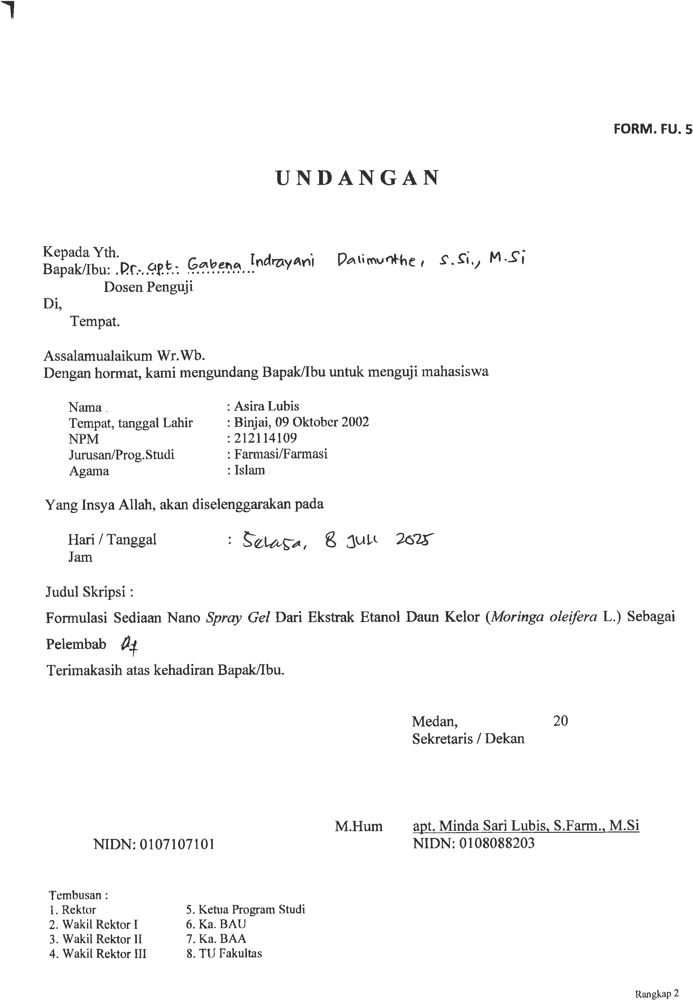 FORM. FU. 5
UNDANGAN
Kepada Yth.
Bapak/Ibu: Dr. apt. Gabena Indrayani Dalimunthe, S.Si., M.Si
Dosen Penguji
Di,
Tempat.
Assalamualaikum Wr.Wb.
Dengan hormat, kami mengundang Bapak/Ibu untuk menguji mahasiswa
Nama : Asira Lubis
Tempat, tanggal Lahir : Binjai, 09 Oktober 2002
NPM : 212114109
Jurusan/Prog.Studi : Farmasi/Farmasi
Agama : Islam
Yang Insya Allah, akan diselenggarakan pada
Hari / Tanggal : Selasa, 8 Juli 2025
Jam
Judul Skripsi :
Formulasi Sediaan Nano Spray Gel Dari Ekstrak Etanol Daun Kelor (Moringa oleifera L.) Sebagai
Pelembab
Terimakasih atas kehadiran Bapak/Ibu.
Medan, 20
Sekretaris / Dekan
M.Hum apt. Minda Sari Lubis, S.Farm., M.Si
NIDN: 0107107101 NIDN: 0108088203
Tembusan :
1. Rektor 5. Ketua Program Studi
2. Wakil Rektor I 6. Ka. BAU
3. Wakil Rektor II 7. Ka. BAA
4. Wakil Rektor III 8. TU Fakultas
Rangkap 2